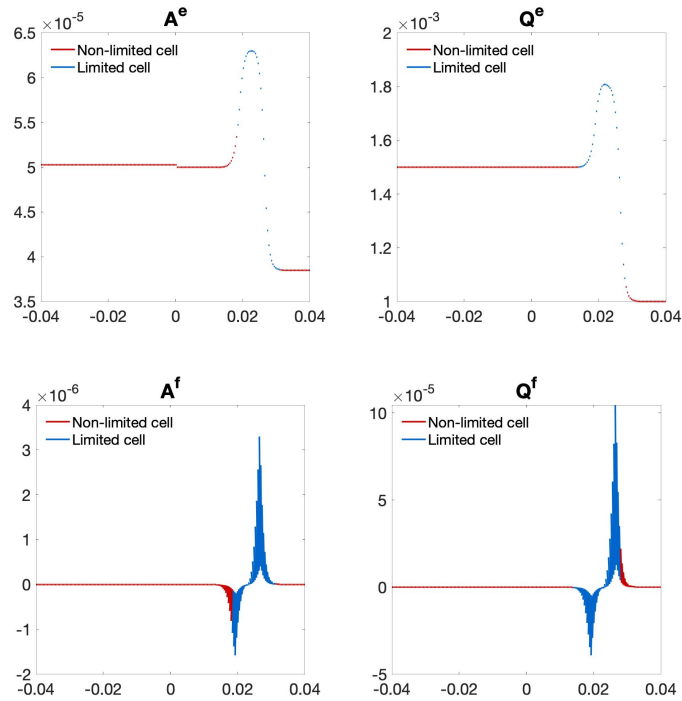 ×10⁻⁵ Aᵉ
6.5
Non-limited cell
Limited cell
6
5.5
5
4.5
4
3.5
-0.04 -0.02 0 0.02 0.04
×10⁻³ Qᵉ
2
Non-limited cell
Limited cell
1.8
1.6
1.4
1.2
1
-0.04 -0.02 0 0.02 0.04
×10⁻⁶ Aᶠ
4
Non-limited cell
Limited cell
3
2
1
0
-1
-2
-0.04 -0.02 0 0.02 0.04
×10⁻⁵ Qᶠ
10
Non-limited cell
Limited cell
5
0
-5
-0.04 -0.02 0 0.02 0.04